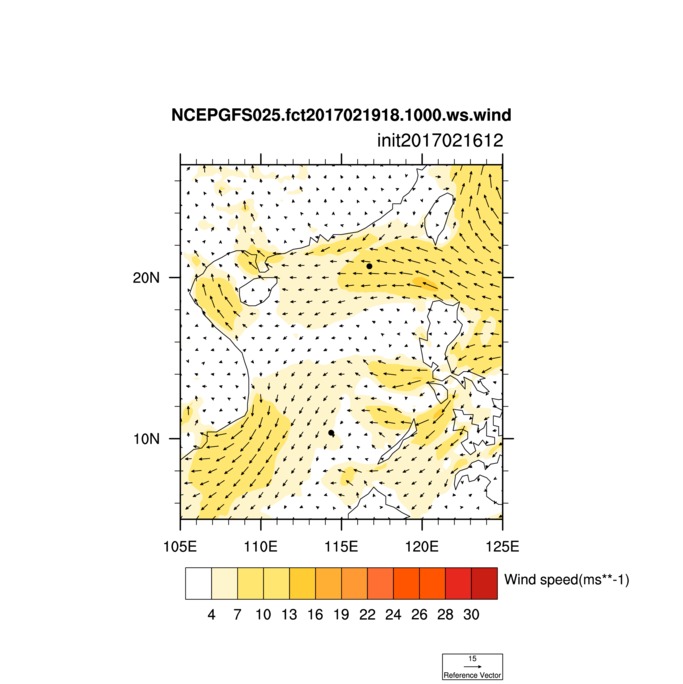 NCEPGFS025.fct2017021918.1000.ws.wind
init2017021612
20N
10N
105E 110E 115E 120E 125E
Wind speed(ms**-1)
4 7 10 13 16 19 22 24 26 28 30
15
Reference Vector